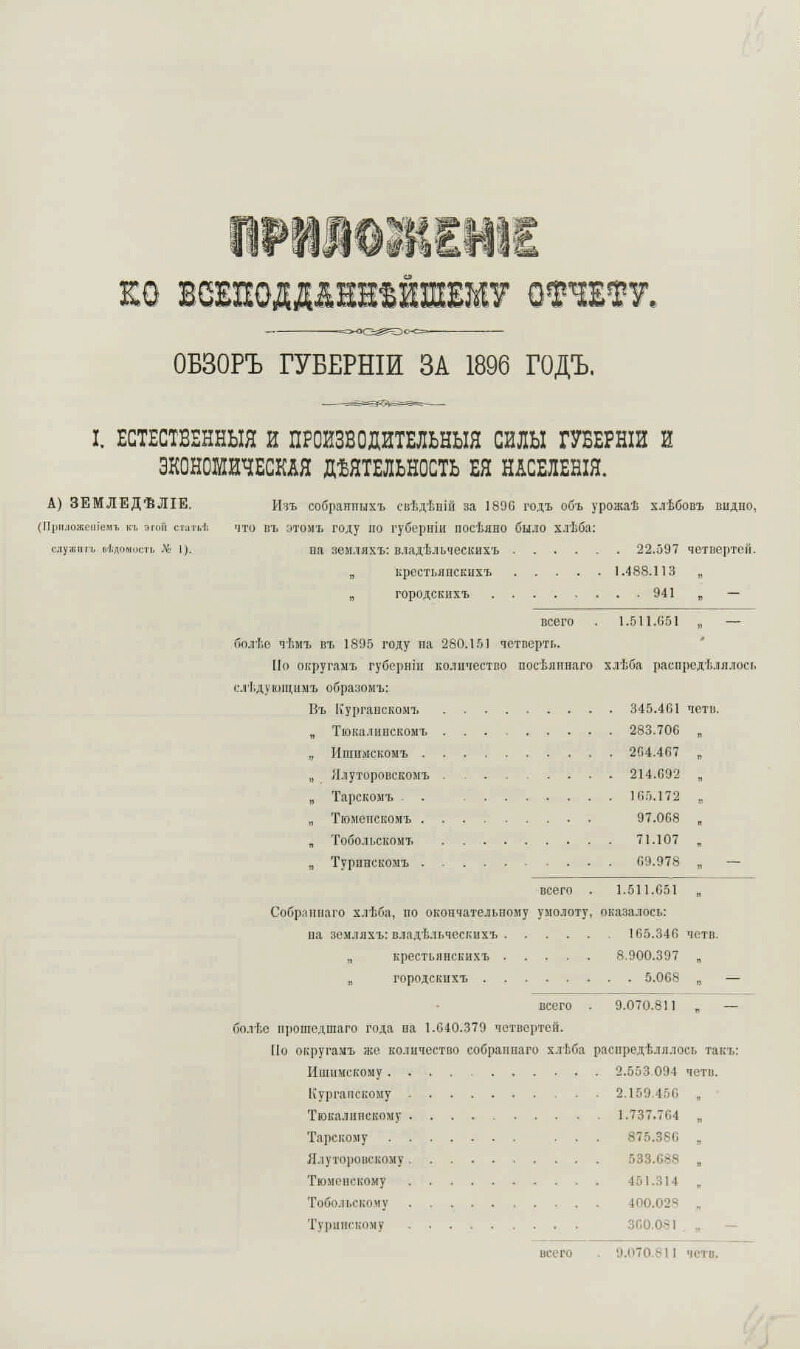 ПРИЛОЖЕНІЕ
КО ВСЕПОДДАННѢЙШЕМУ ОТЧЕТУ.
ОБЗОРЪ ГУБЕРНІИ ЗА 1896 ГОДЪ.
I. ЕСТЕСТВЕННЫЯ И ПРОИЗВОДИТЕЛЬНЫЯ СИЛЫ ГУБЕРНІИ И
ЭКОНОМИЧЕСКАЯ ДѢЯТЕЛЬНОСТЬ ЕЯ НАСЕЛЕНІЯ.
А) ЗЕМЛЕДѢЛІЕ.
(Приложеніемъ къ этой статьѣ
служитъ вѣдомость № 1).
Изъ собранныхъ свѣдѣній за 1896 годъ объ урожаѣ хлѣбовъ видно,
что въ этомъ году по губерніи посѣяно было хлѣба:
на земляхъ: владѣльческихъ . . . . . . 22.597 четвертей.
„ крестьянскихъ . . . . . 1.488.113 „
„ городскихъ . . . . . . . . 941 „ —
всего . 1.511.651 „ —
болѣе чѣмъ въ 1895 году на 280.151 четверть.
По округамъ губерніи количество посѣяннаго хлѣба распредѣлялось
слѣдующимъ образомъ:
Въ Курганскомъ . . . . . . . . . 345.461 четв.
„ Тюкалинскомъ . . . . . . . . . 283.706 „
„ Ишимскомъ . . . . . . . . . . 264.467 „
„ Ялуторовскомъ . . . . . . . . 214.692 „
„ Тарскомъ . . . . . . . . . . 165.172 „
„ Тюменскомъ . . . . . . . . . 97.068 „
„ Тобольскомъ . . . . . . . . . 71.107 „
„ Туринскомъ . . . . . . . . . . 69.978 „ —
всего . 1.511.651 „
Собраннаго хлѣба, по окончательному умолоту, оказалось:
на земляхъ: владѣльческихъ . . . . . . 165.346 четв.
„ крестьянскихъ . . . . . 8.900.397 „
„ городскихъ . . . . . . . . 5.068 „ —
всего . 9.070.811 „ —
болѣе прошедшаго года на 1.640.379 четвертей.
По округамъ же количество собраннаго хлѣба распредѣлялось такъ:
Ишимскому . . . . . . . . . . . 2.553.094 четв.
Курганскому . . . . . . . . . . 2.159.456 „
Тюкалинскому . . . . . . . . . . 1.737.764 „
Тарскому . . . . . . . . . . 875.386 „
Ялуторовскому . . . . . . . . . . 533.688 „
Тюменскому . . . . . . . . . . 451.314 „
Тобольскому . . . . . . . . . . 400.028 „
Туринскому . . . . . . . . . 360.081 „ —
всего . 9.070.811 четв.